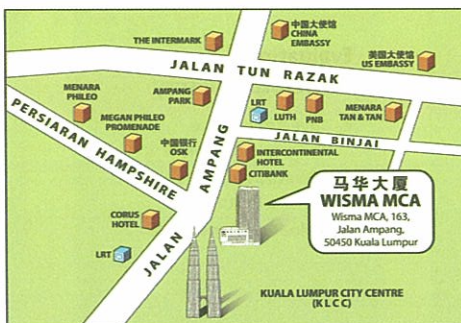 THE INTERMARK
中国大使馆
CHINA
EMBASSY
美国大使馆
US EMBASSY
JALAN TUN RAZAK
MENARA
PHILEO
AMPANG
PARK
LRT
LUTH
PNB
MENARA
TAN & TAN
MEGAN PHILEO
PROMENADE
JALAN BINJAI
PERSIARAN HAMPSHIRE
中国银行
OSK
INTERCONTINENTAL
HOTEL
CITIBANK
JALAN AMPANG
马华大厦
WISMA MCA
Wisma MCA, 163,
Jalan Ampang,
50450 Kuala Lumpur
CORUS
HOTEL
LRT
KUALA LUMPUR CITY CENTRE
(KLCC)